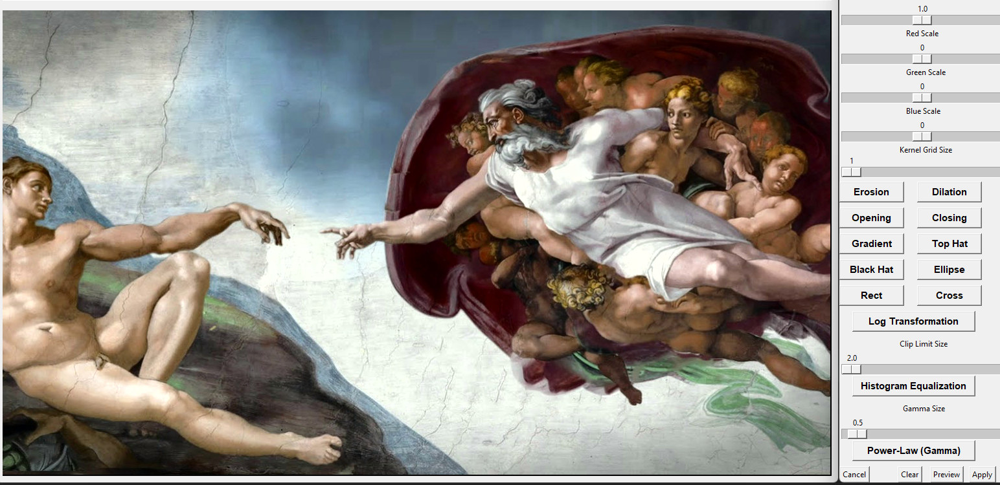 1.0
Red Scale
0
Green Scale
0
Blue Scale
0
Kernel Grid Size
1
Erosion Dilation
Opening Closing
Gradient Top Hat
Black Hat Ellipse
Rect Cross
Log Transformation
Clip Limit Size
2.0
Histogram Equalization
Gamma Size
0.5
Power-Law (Gamma)
Cancel Clear Preview Apply